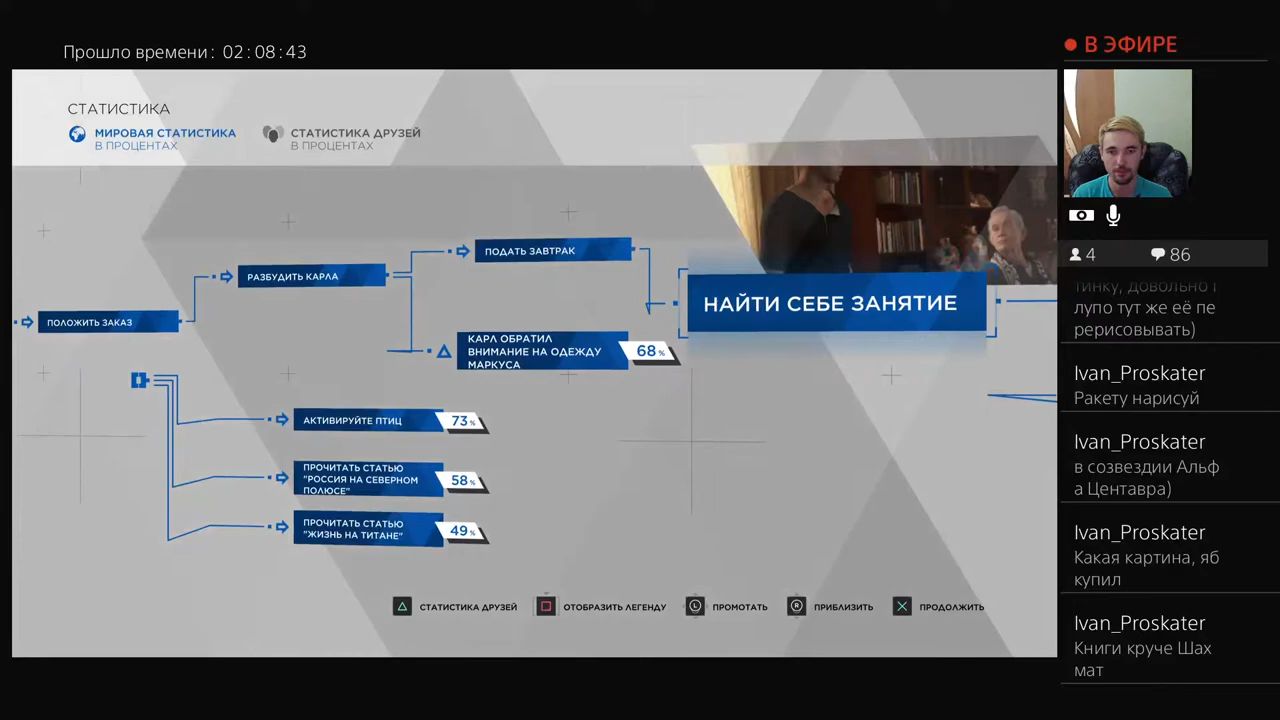 Прошло времени: 02:08:43
В ЭФИРЕ
СТАТИСТИКА
МИРОВАЯ СТАТИСТИКА
В ПРОЦЕНТАХ
СТАТИСТИКА ДРУЗЕЙ
В ПРОЦЕНТАХ
ПОЛОЖИТЬ ЗАКАЗ
РАЗБУДИТЬ КАРЛА
ПОДАТЬ ЗАВТРАК
КАРЛ ОБРАТИЛ
ВНИМАНИЕ НА ОДЕЖДУ
МАРКУСА
68%
НАЙТИ СЕБЕ ЗАНЯТИЕ
АКТИВИРУЙТЕ ПТИЦ
73%
ПРОЧИТАТЬ СТАТЬЮ
"РОССИЯ НА СЕВЕРНОМ
ПОЛЮСЕ"
58%
ПРОЧИТАТЬ СТАТЬЮ
"ЖИЗНЬ НА ТИТАНЕ"
49%
СТАТИСТИКА ДРУЗЕЙ
ОТОБРАЗИТЬ ЛЕГЕНДУ
L
ПРОМОТАТЬ
R
ПРИБЛИЗИТЬ
ПРОДОЛЖИТЬ
4
86
тинку, довольно г
лупо тут же её пе
рерисовывать)
Ivan_Proskater
Ракету нарисуй
Ivan_Proskater
в созвездии Альф
а Центавра)
Ivan_Proskater
Какая картина, яб
купил
Ivan_Proskater
Книги круче Шах
мат